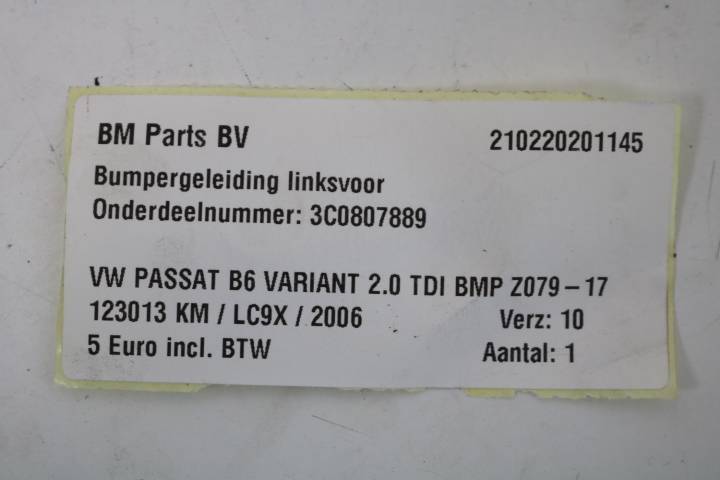 BM Parts BV 210220201145
Bumpergeleiding linksvoor
Onderdeelnummer: 3C0807889
VW PASSAT B6 VARIANT 2.0 TDI BMP Z079-17
123013 KM / LC9X / 2006 Verz: 10
5 Euro incl. BTW Aantal: 1